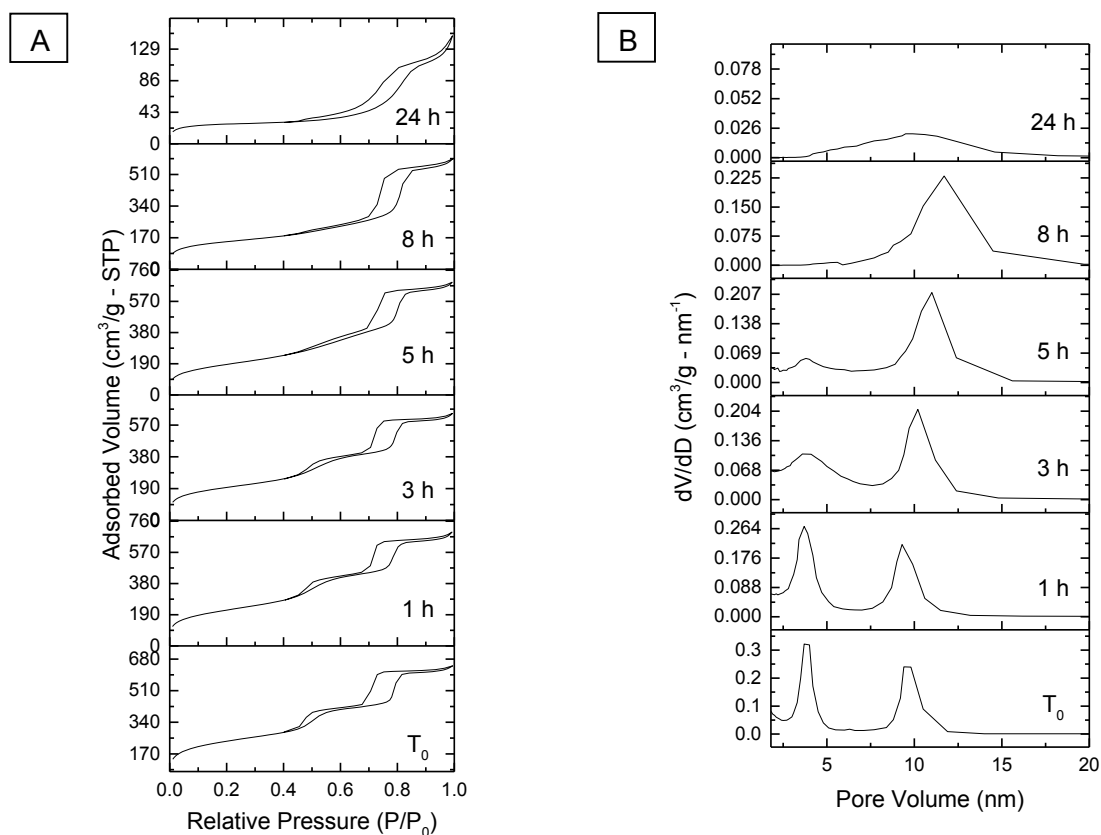 A
Adsorbed Volume (cm³/g - STP)
129
86
43
0
24 h
510
340
170
0
8 h
760
570
380
190
0
5 h
570
380
190
0
3 h
760
570
380
190
0
1 h
680
510
340
170
T₀
0.0 0.2 0.4 0.6 0.8 1.0
Relative Pressure (P/P₀)
B
dV/dD (cm³/g - nm⁻¹)
0.078
0.052
0.026
0.000
24 h
0.225
0.150
0.075
0.000
8 h
0.207
0.138
0.069
0.000
5 h
0.204
0.136
0.068
0.000
3 h
0.264
0.176
0.088
0.000
1 h
0.3
0.2
0.1
0.0
T₀
5 10 15 20
Pore Volume (nm)